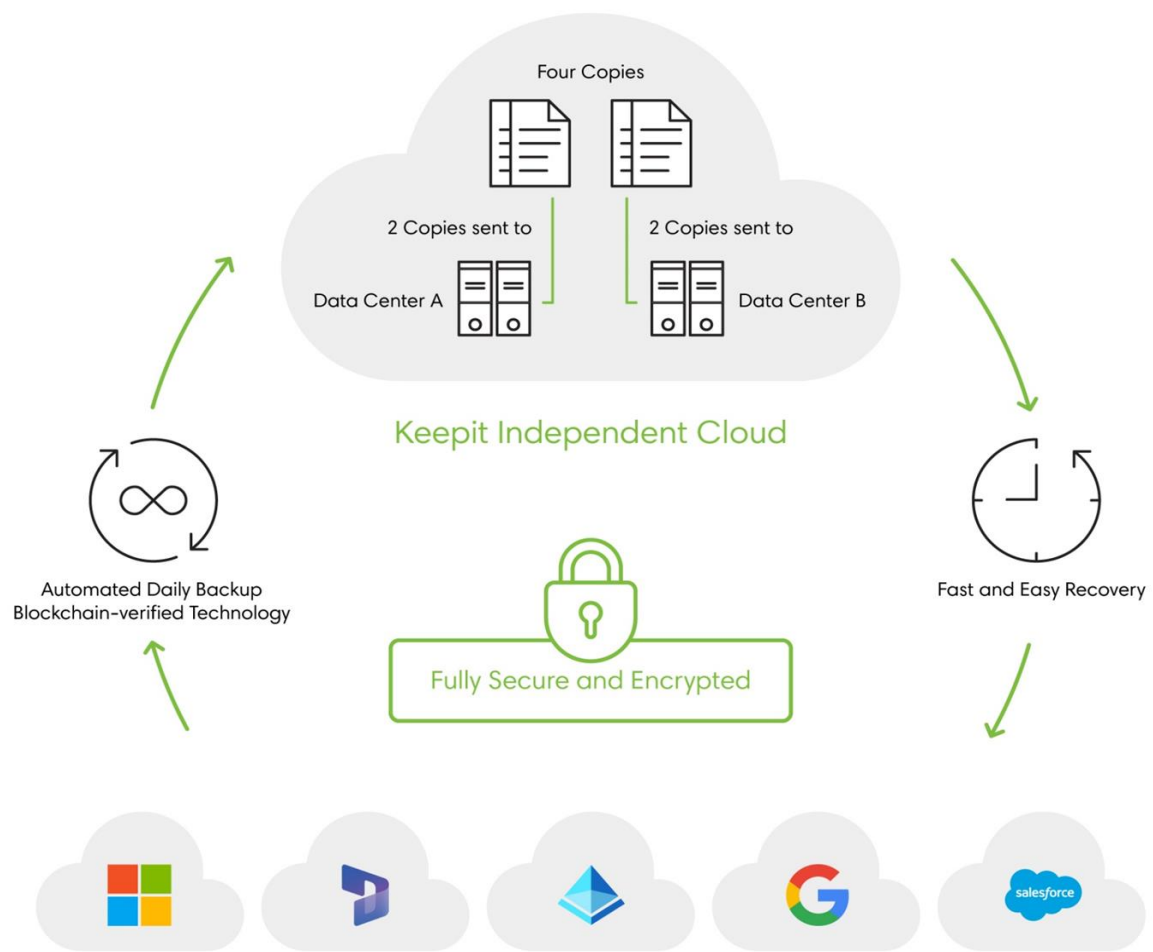 Four Copies
2 Copies sent to
2 Copies sent to
Data Center A
Data Center B
Keepit Independent Cloud
Automated Daily Backup
Blockchain-verified Technology
Fast and Easy Recovery
Fully Secure and Encrypted
salesforce